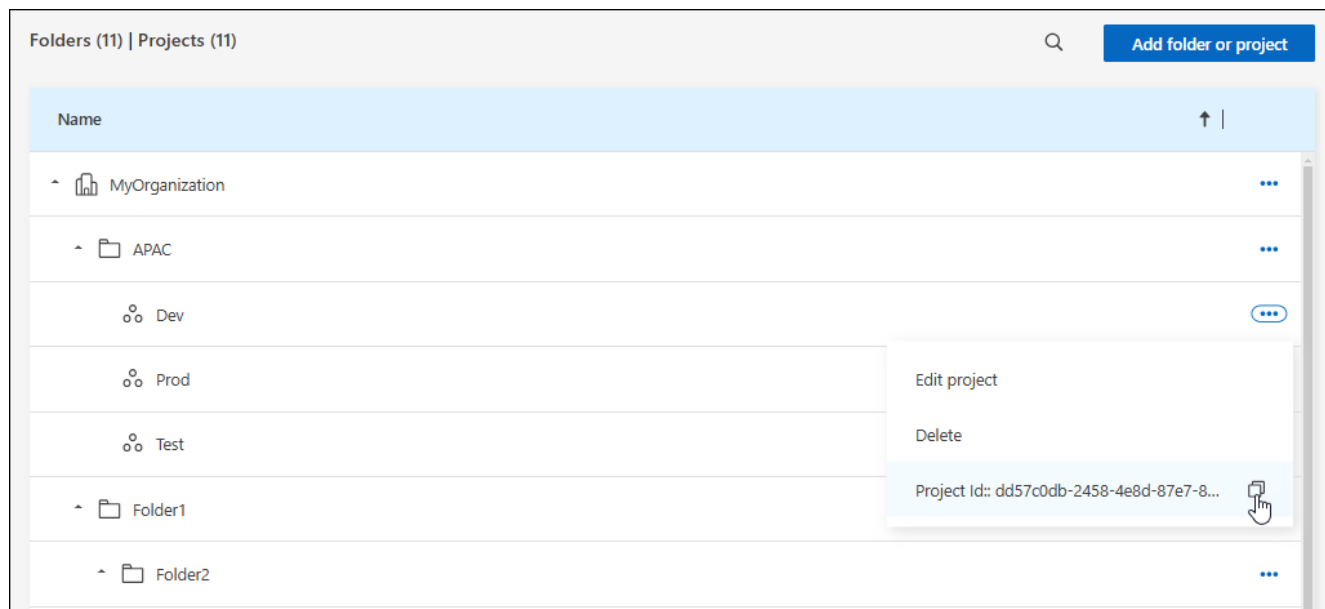 Folders (11) | Projects (11)
Add folder or project
Name
MyOrganization
APAC
Dev
Prod
Edit project
Delete
Test
Project Id:: dd57c0db-2458-4e8d-87e7-8...
Folder1
Folder2